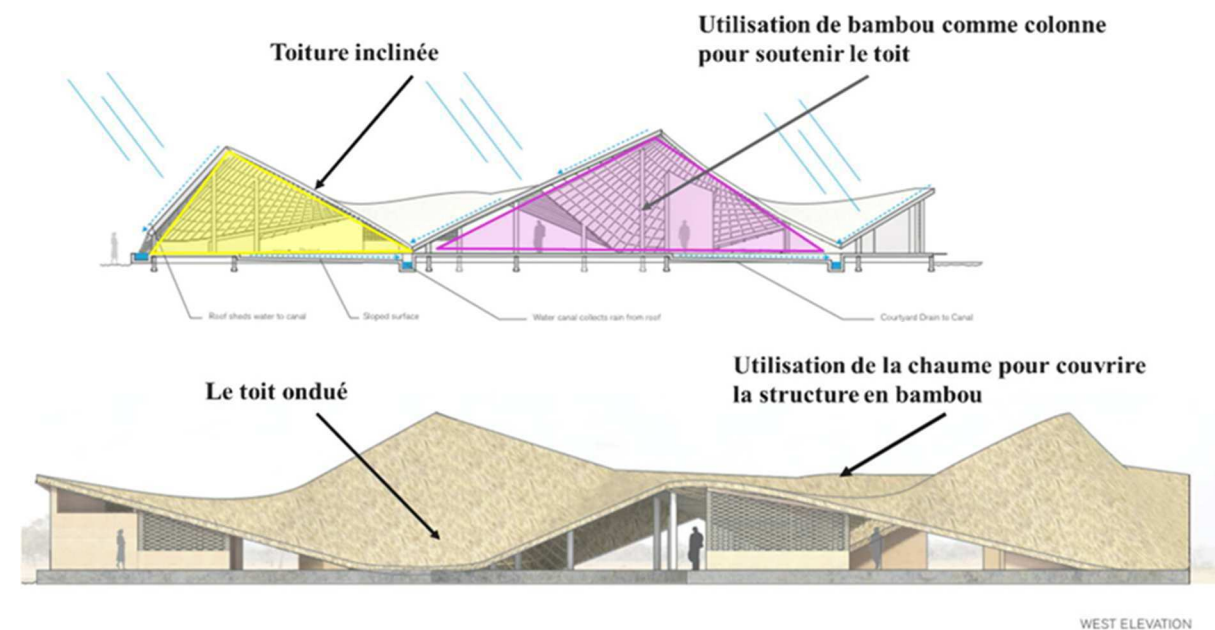 Utilisation de bambou comme colonne
pour soutenir le toit
Toiture inclinée
Roof sheds water to canal
Sloped surface
Water canal collects rain from roof
Courtyard Drain to Canal
Utilisation de la chaume pour couvrire
la structure en bambou
Le toit ondué
WEST ELEVATION